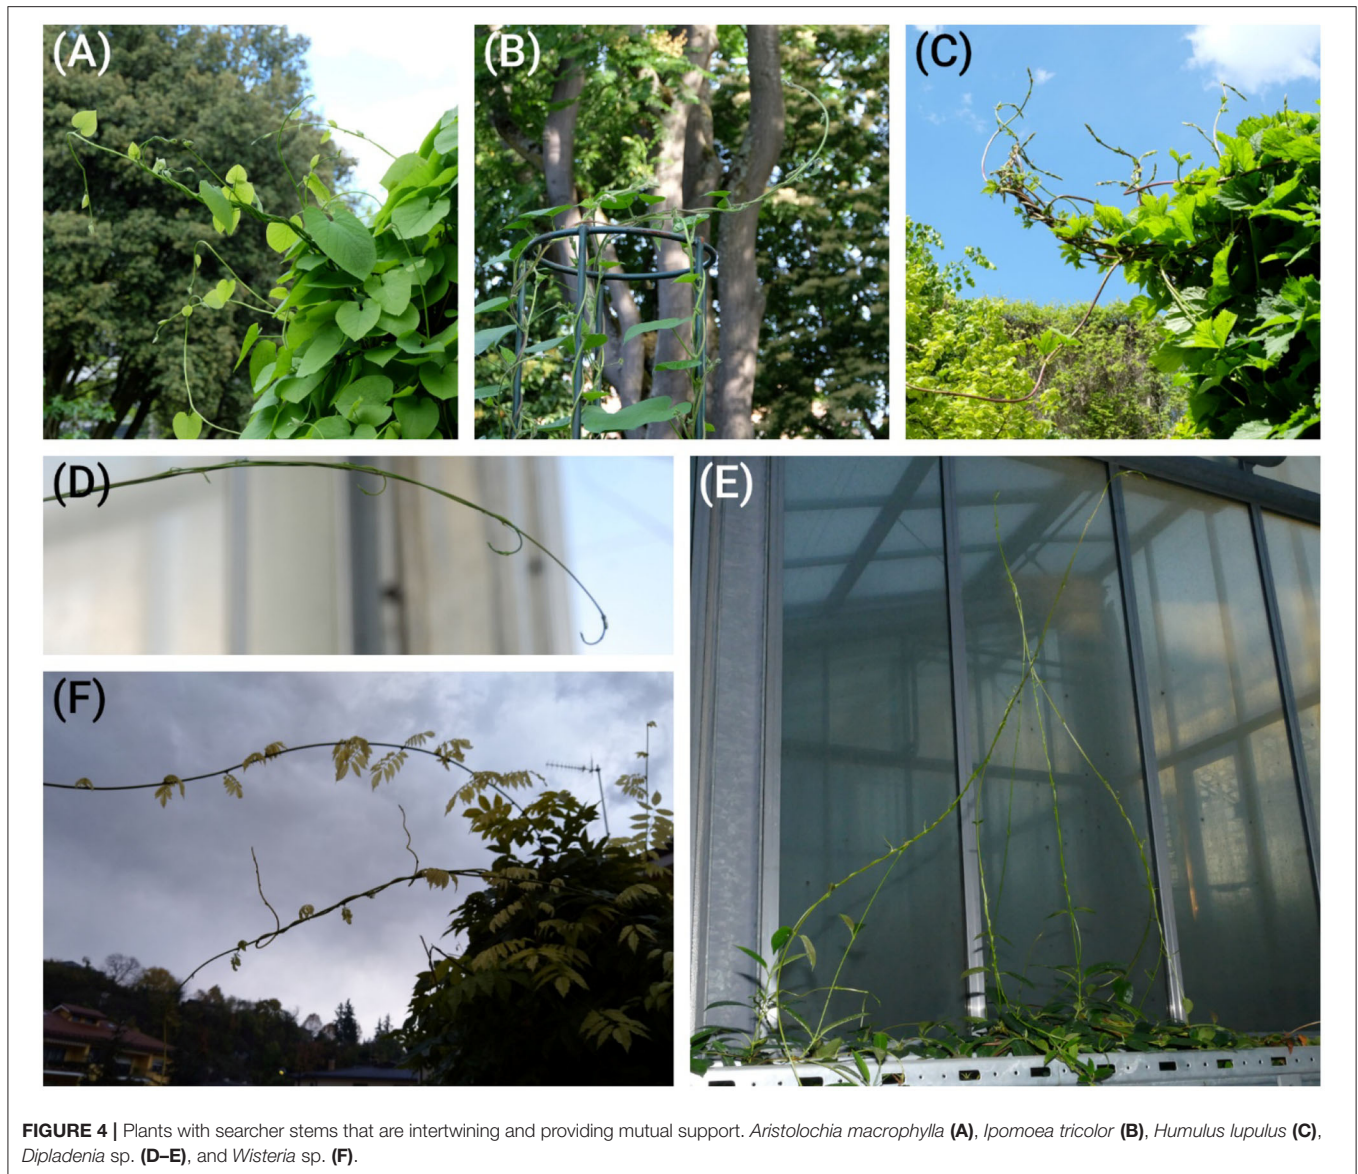 (A)
(B)
(C)
(D)
(E)
(F)
FIGURE 4 | Plants with searcher stems that are intertwining and providing mutual support. Aristolochia macrophylla (A), Ipomoea tricolor (B), Humulus lupulus (C),
Dipladenia sp. (D–E), and Wisteria sp. (F).